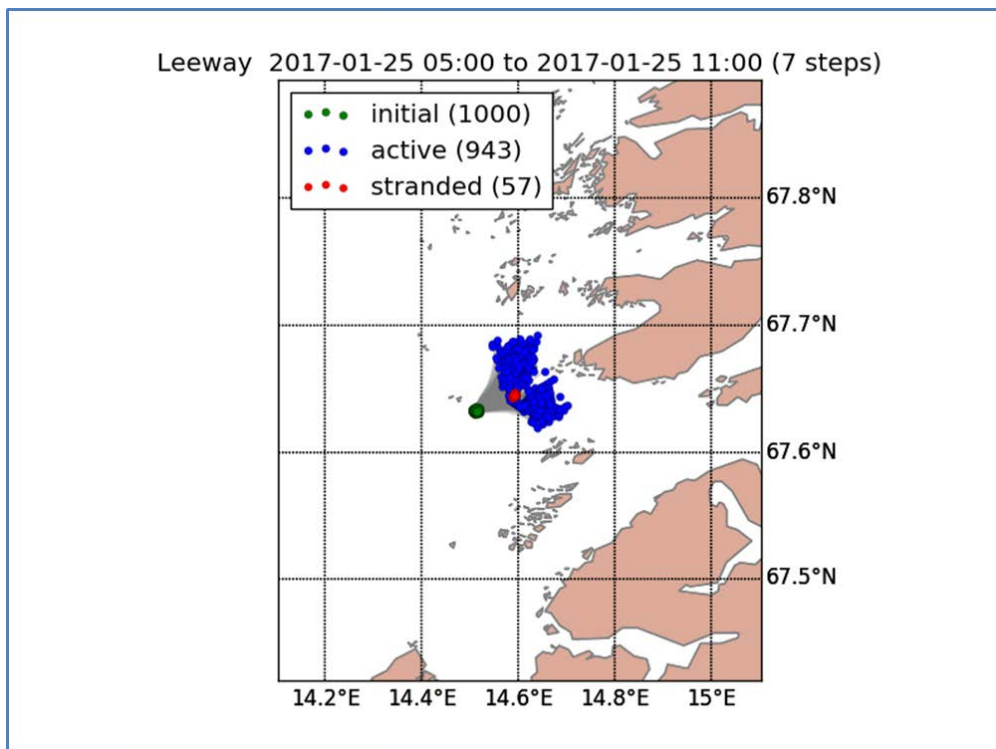 Leeway 2017-01-25 05:00 to 2017-01-25 11:00 (7 steps)
initial (1000)
active (943)
stranded (57)
67.8°N
67.7°N
67.6°N
67.5°N
14.2°E 14.4°E 14.6°E 14.8°E 15°E